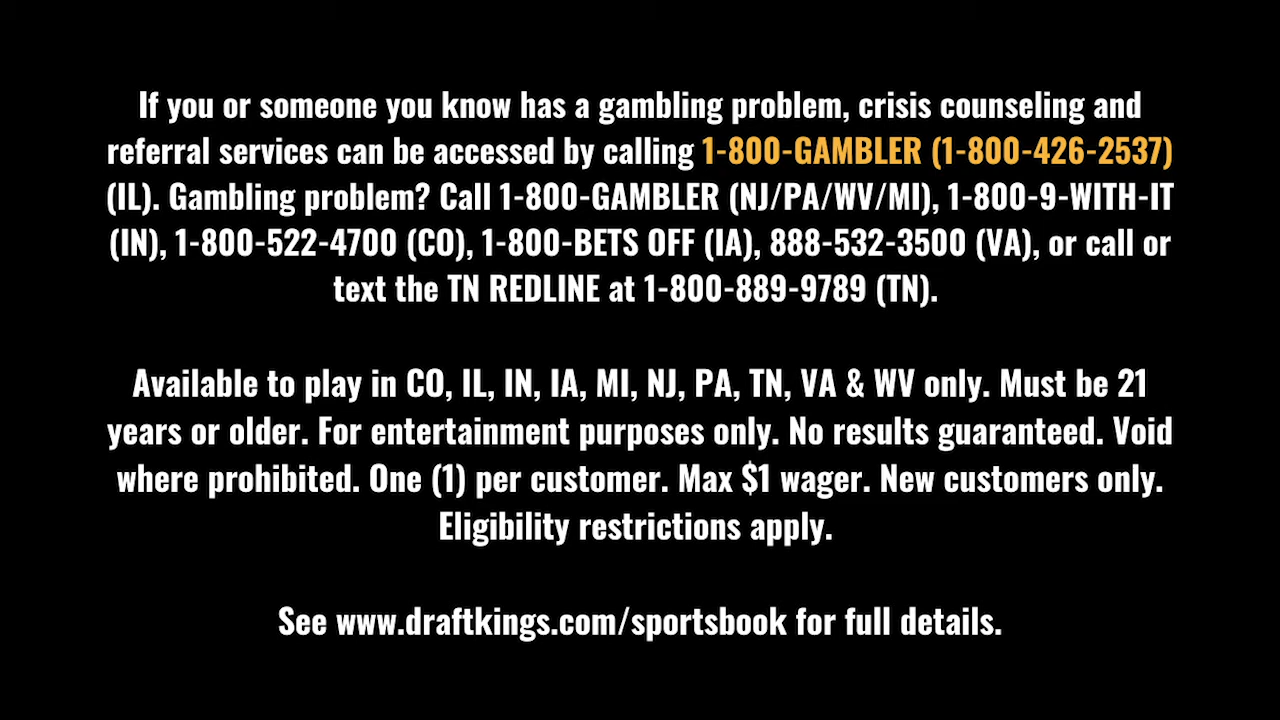 If you or someone you know has a gambling problem, crisis counseling and
referral services can be accessed by calling 1-800-GAMBLER (1-800-426-2537)
(IL). Gambling problem? Call 1-800-GAMBLER (NJ/PA/WV/MI), 1-800-9-WITH-IT
(IN), 1-800-522-4700 (CO), 1-800-BETS OFF (IA), 888-532-3500 (VA), or call or
text the TN REDLINE at 1-800-889-9789 (TN).
Available to play in CO, IL, IN, IA, MI, NJ, PA, TN, VA & WV only. Must be 21
years or older. For entertainment purposes only. No results guaranteed. Void
where prohibited. One (1) per customer. Max $1 wager. New customers only.
Eligibility restrictions apply.
See www.draftkings.com/sportsbook for full details.